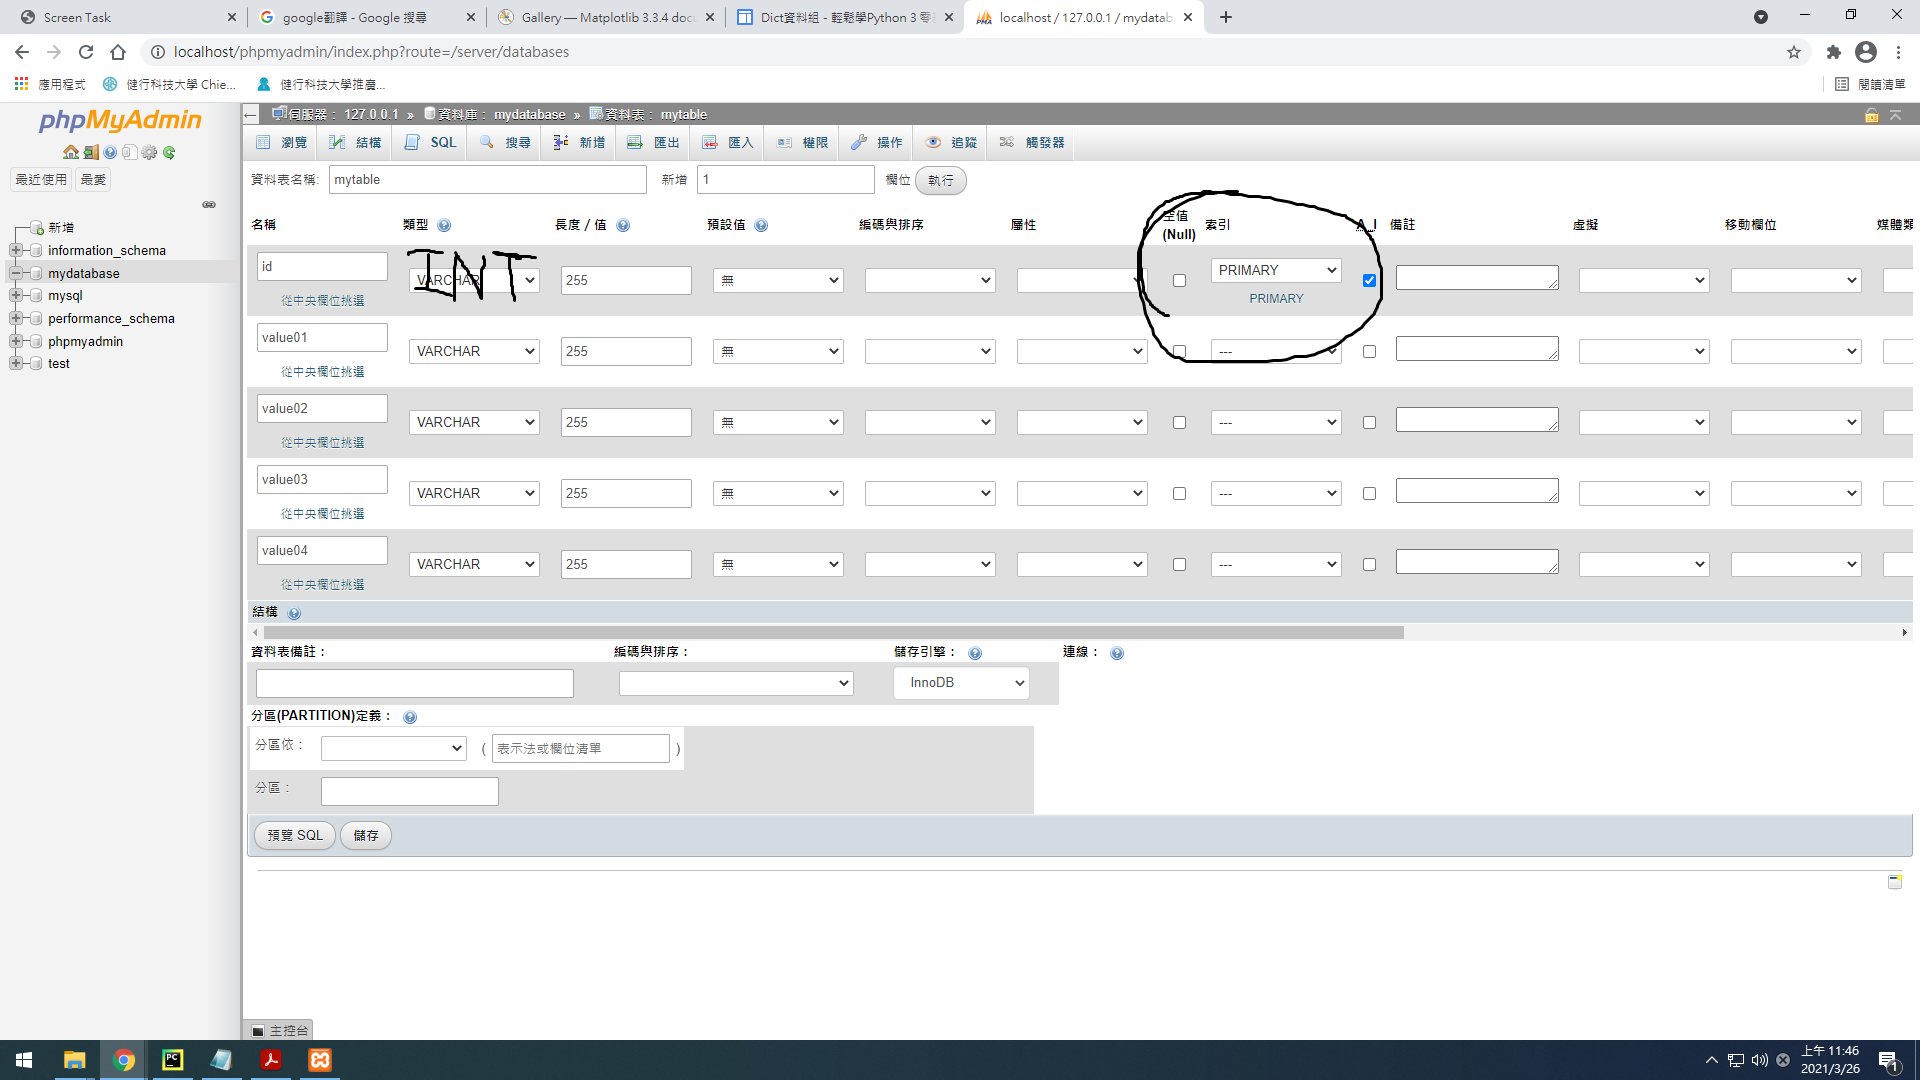 Screen Task
google翻譯 - Google 搜尋
Gallery — Matplotlib 3.3.4 doc
Dict資料組 - 輕鬆學Python 3 零
localhost / 127.0.0.1 / mydatab
localhost/phpmyadmin/index.php?route=/server/databases
應用程式
健行科技大學 Chie...
健行科技大學推廣...
閱讀清單
phpMyAdmin
最近使用 最愛
新增
information_schema
mydatabase
mysql
performance_schema
phpmyadmin
test
伺服器： 127.0.0.1 » 資料庫： mydatabase » 資料表： mytable
瀏覽 結構 SQL 搜尋 新增 匯出 匯入 權限 操作 追蹤 觸發器
資料表名稱: mytable 新增 1 欄位 執行
名稱 類型 長度 / 值 預設值 編碼與排序 屬性 空值 (Null) 索引 A_I 備註 虛擬 移動欄位 媒體類
INT
id VARCHAR 255 無 PRIMARY
從中央欄位挑選 PRIMARY
value01 VARCHAR 255 無 ---
從中央欄位挑選
value02 VARCHAR 255 無 ---
從中央欄位挑選
value03 VARCHAR 255 無 ---
從中央欄位挑選
value04 VARCHAR 255 無 ---
從中央欄位挑選
結構
資料表備註： 編碼與排序： 儲存引擎： 連線：
InnoDB
分區(PARTITION)定義：
分區依： ( 表示法或欄位清單 )
分區：
預覽 SQL 儲存
主控台
上午 11:46
2021/3/26
1